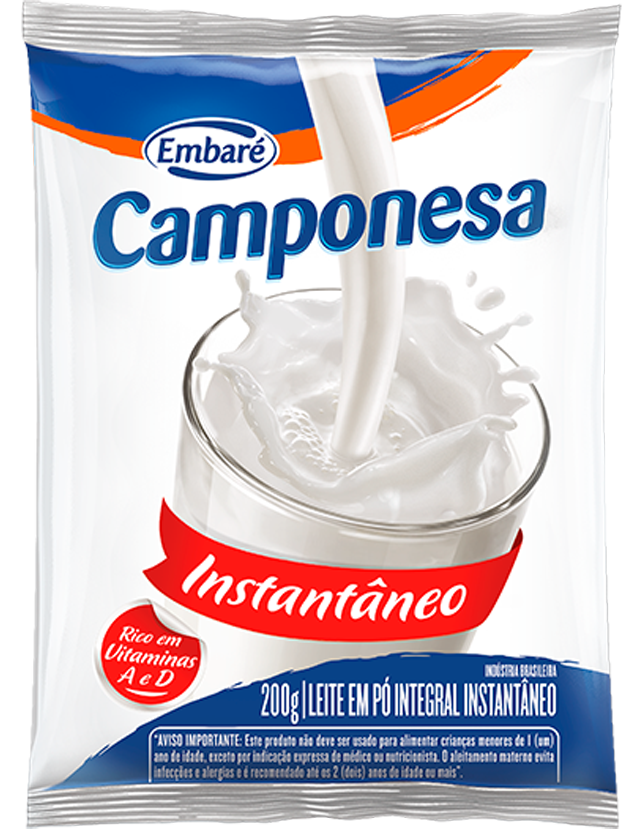 Embaré
Camponesa
Instantâneo
Rico em
Vitaminas
A e D
INDÚSTRIA BRASILEIRA
200g | LEITE EM PÓ INTEGRAL INSTANTÂNEO
"AVISO IMPORTANTE: Este produto não deve ser usado para alimentar crianças menores de 1 (um)
ano de idade, exceto por indicação expressa de médico ou nutricionista. O aleitamento materno evita
infecções e alergias e é recomendado até os 2 (dois) anos de idade ou mais".